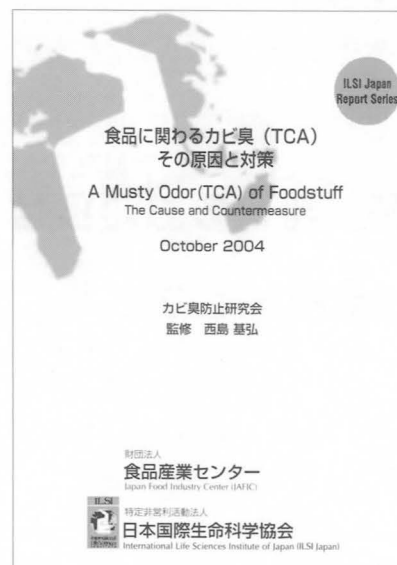 ILSI Japan
Report Series
食品に関わるカビ臭（TCA）
その原因と対策
A Musty Odor(TCA) of Foodstuff
The Cause and Countermeasure
October 2004
カビ臭防止研究会
監修　西島 基弘
財団法人
食品産業センター
Japan Food Industry Center (JAFIC)
ILSI
特定非営利活動法人
日本国際生命科学協会
International Life Sciences Institute of Japan (ILSI Japan)